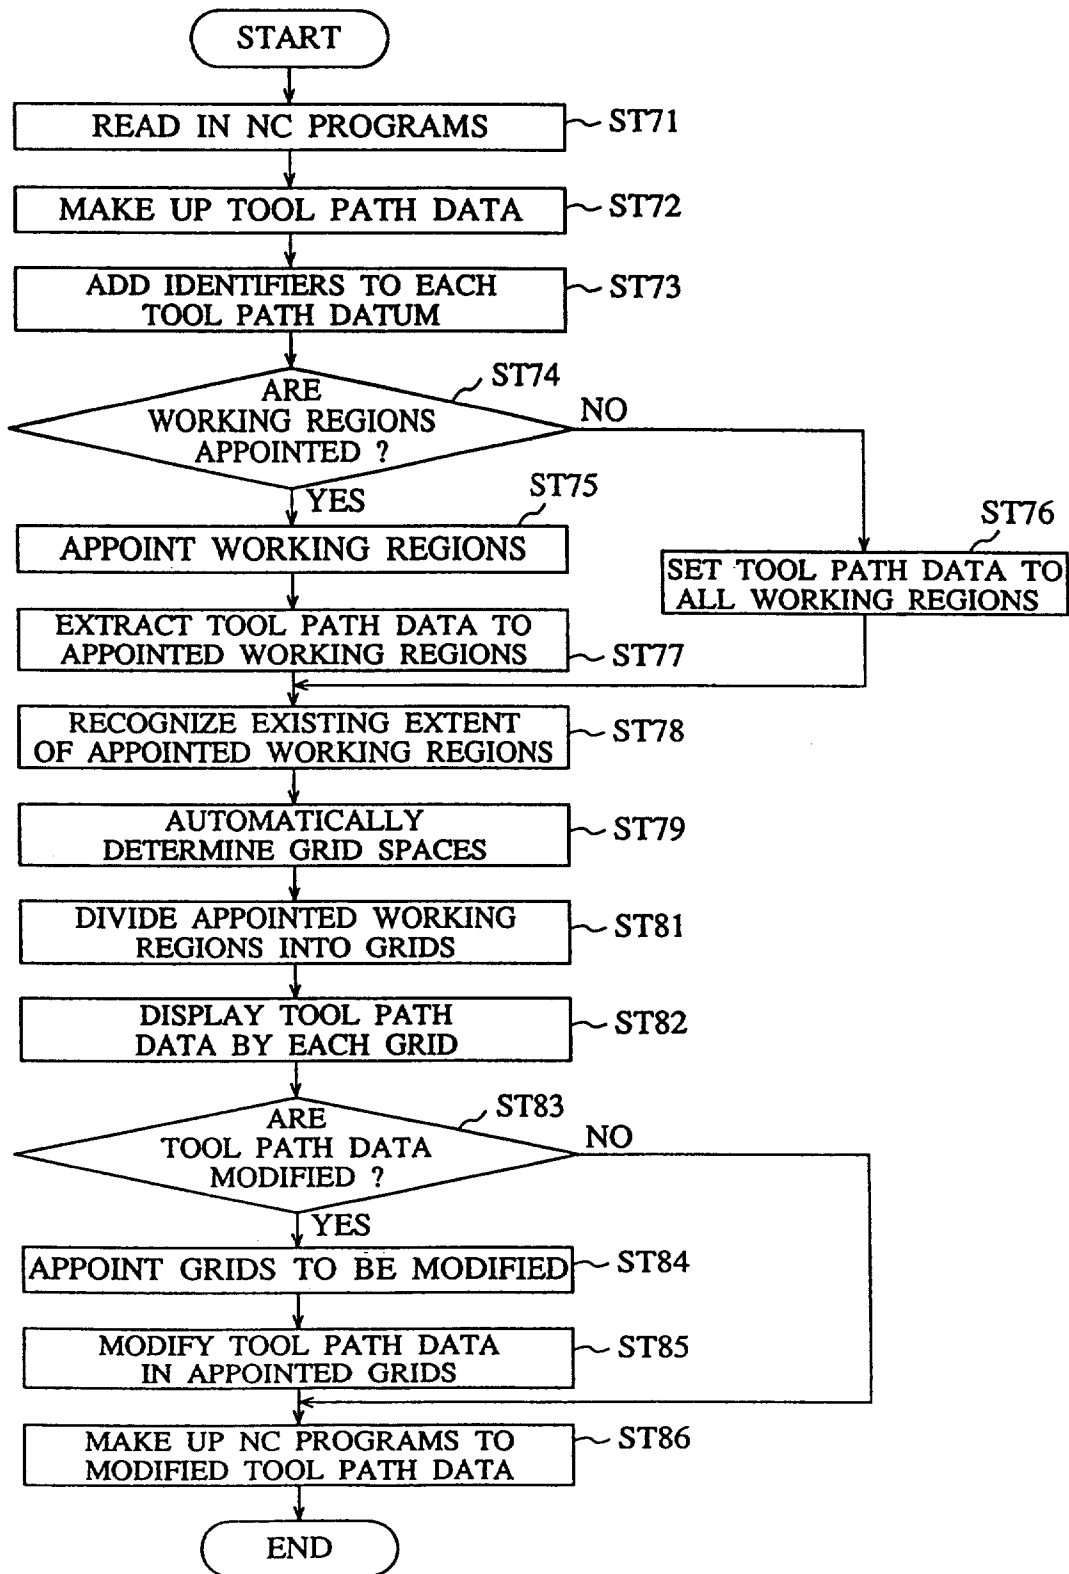 START
READ IN NC PROGRAMS
ST71
MAKE UP TOOL PATH DATA
ST72
ADD IDENTIFIERS TO EACH
TOOL PATH DATUM
ST73
ARE
WORKING REGIONS
APPOINTED ?
ST74
NO
YES
ST75
APPOINT WORKING REGIONS
ST76
SET TOOL PATH DATA TO
ALL WORKING REGIONS
EXTRACT TOOL PATH DATA TO
APPOINTED WORKING REGIONS
ST77
RECOGNIZE EXISTING EXTENT
OF APPOINTED WORKING REGIONS
ST78
AUTOMATICALLY
DETERMINE GRID SPACES
ST79
DIVIDE APPOINTED WORKING
REGIONS INTO GRIDS
ST81
DISPLAY TOOL PATH
DATA BY EACH GRID
ST82
ARE
TOOL PATH DATA
MODIFIED ?
ST83
NO
YES
APPOINT GRIDS TO BE MODIFIED
ST84
MODIFY TOOL PATH DATA
IN APPOINTED GRIDS
ST85
MAKE UP NC PROGRAMS TO
MODIFIED TOOL PATH DATA
ST86
END